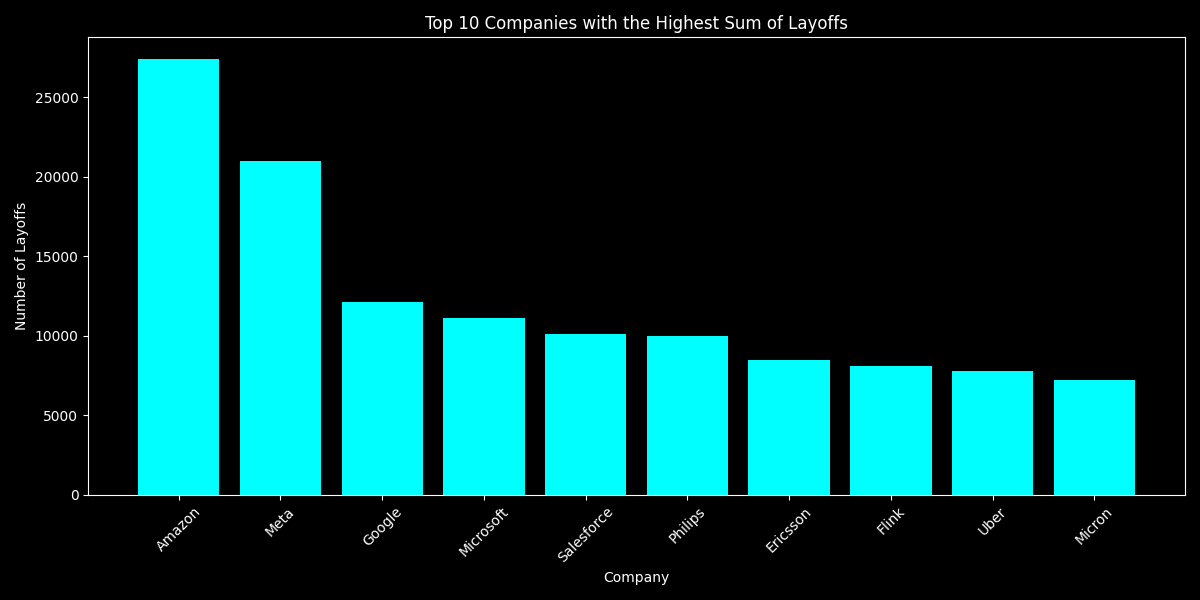 Top 10 Companies with the Highest Sum of Layoffs
Number of Layoffs
25000
20000
15000
10000
5000
0
Amazon
Meta
Google
Microsoft
Salesforce
Philips
Ericsson
Flink
Uber
Micron
Company